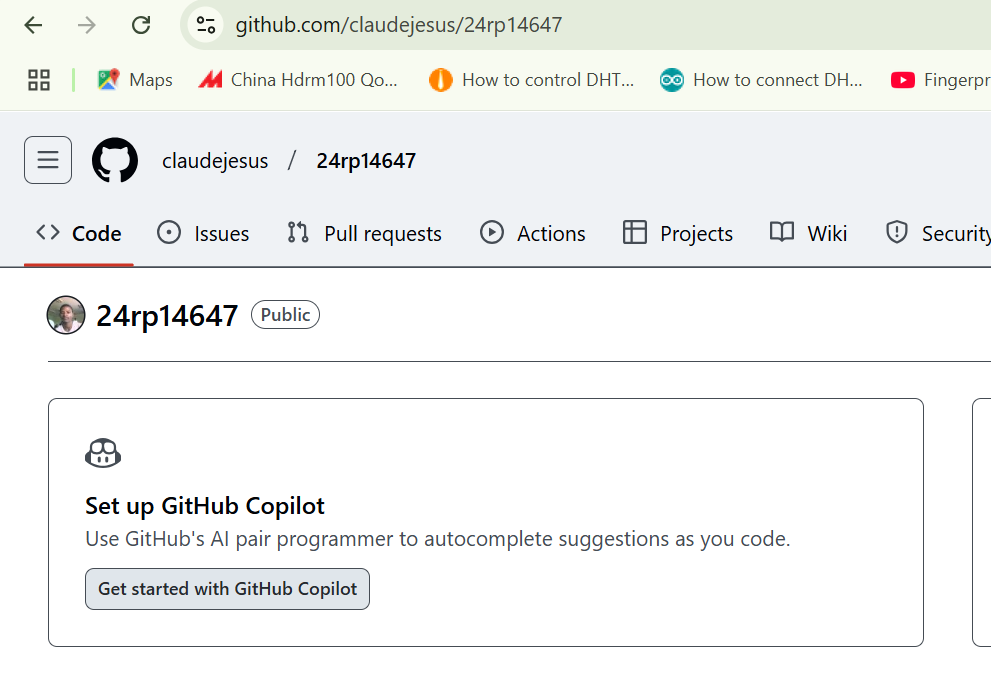 github.com/claudejesus/24rp14647
Maps China Hdrm100 Qo... How to control DHT... How to connect DH... Fingerpr
claudejesus / 24rp14647
Code Issues Pull requests Actions Projects Wiki Security
24rp14647 Public
Set up GitHub Copilot
Use GitHub's AI pair programmer to autocomplete suggestions as you code.
Get started with GitHub Copilot